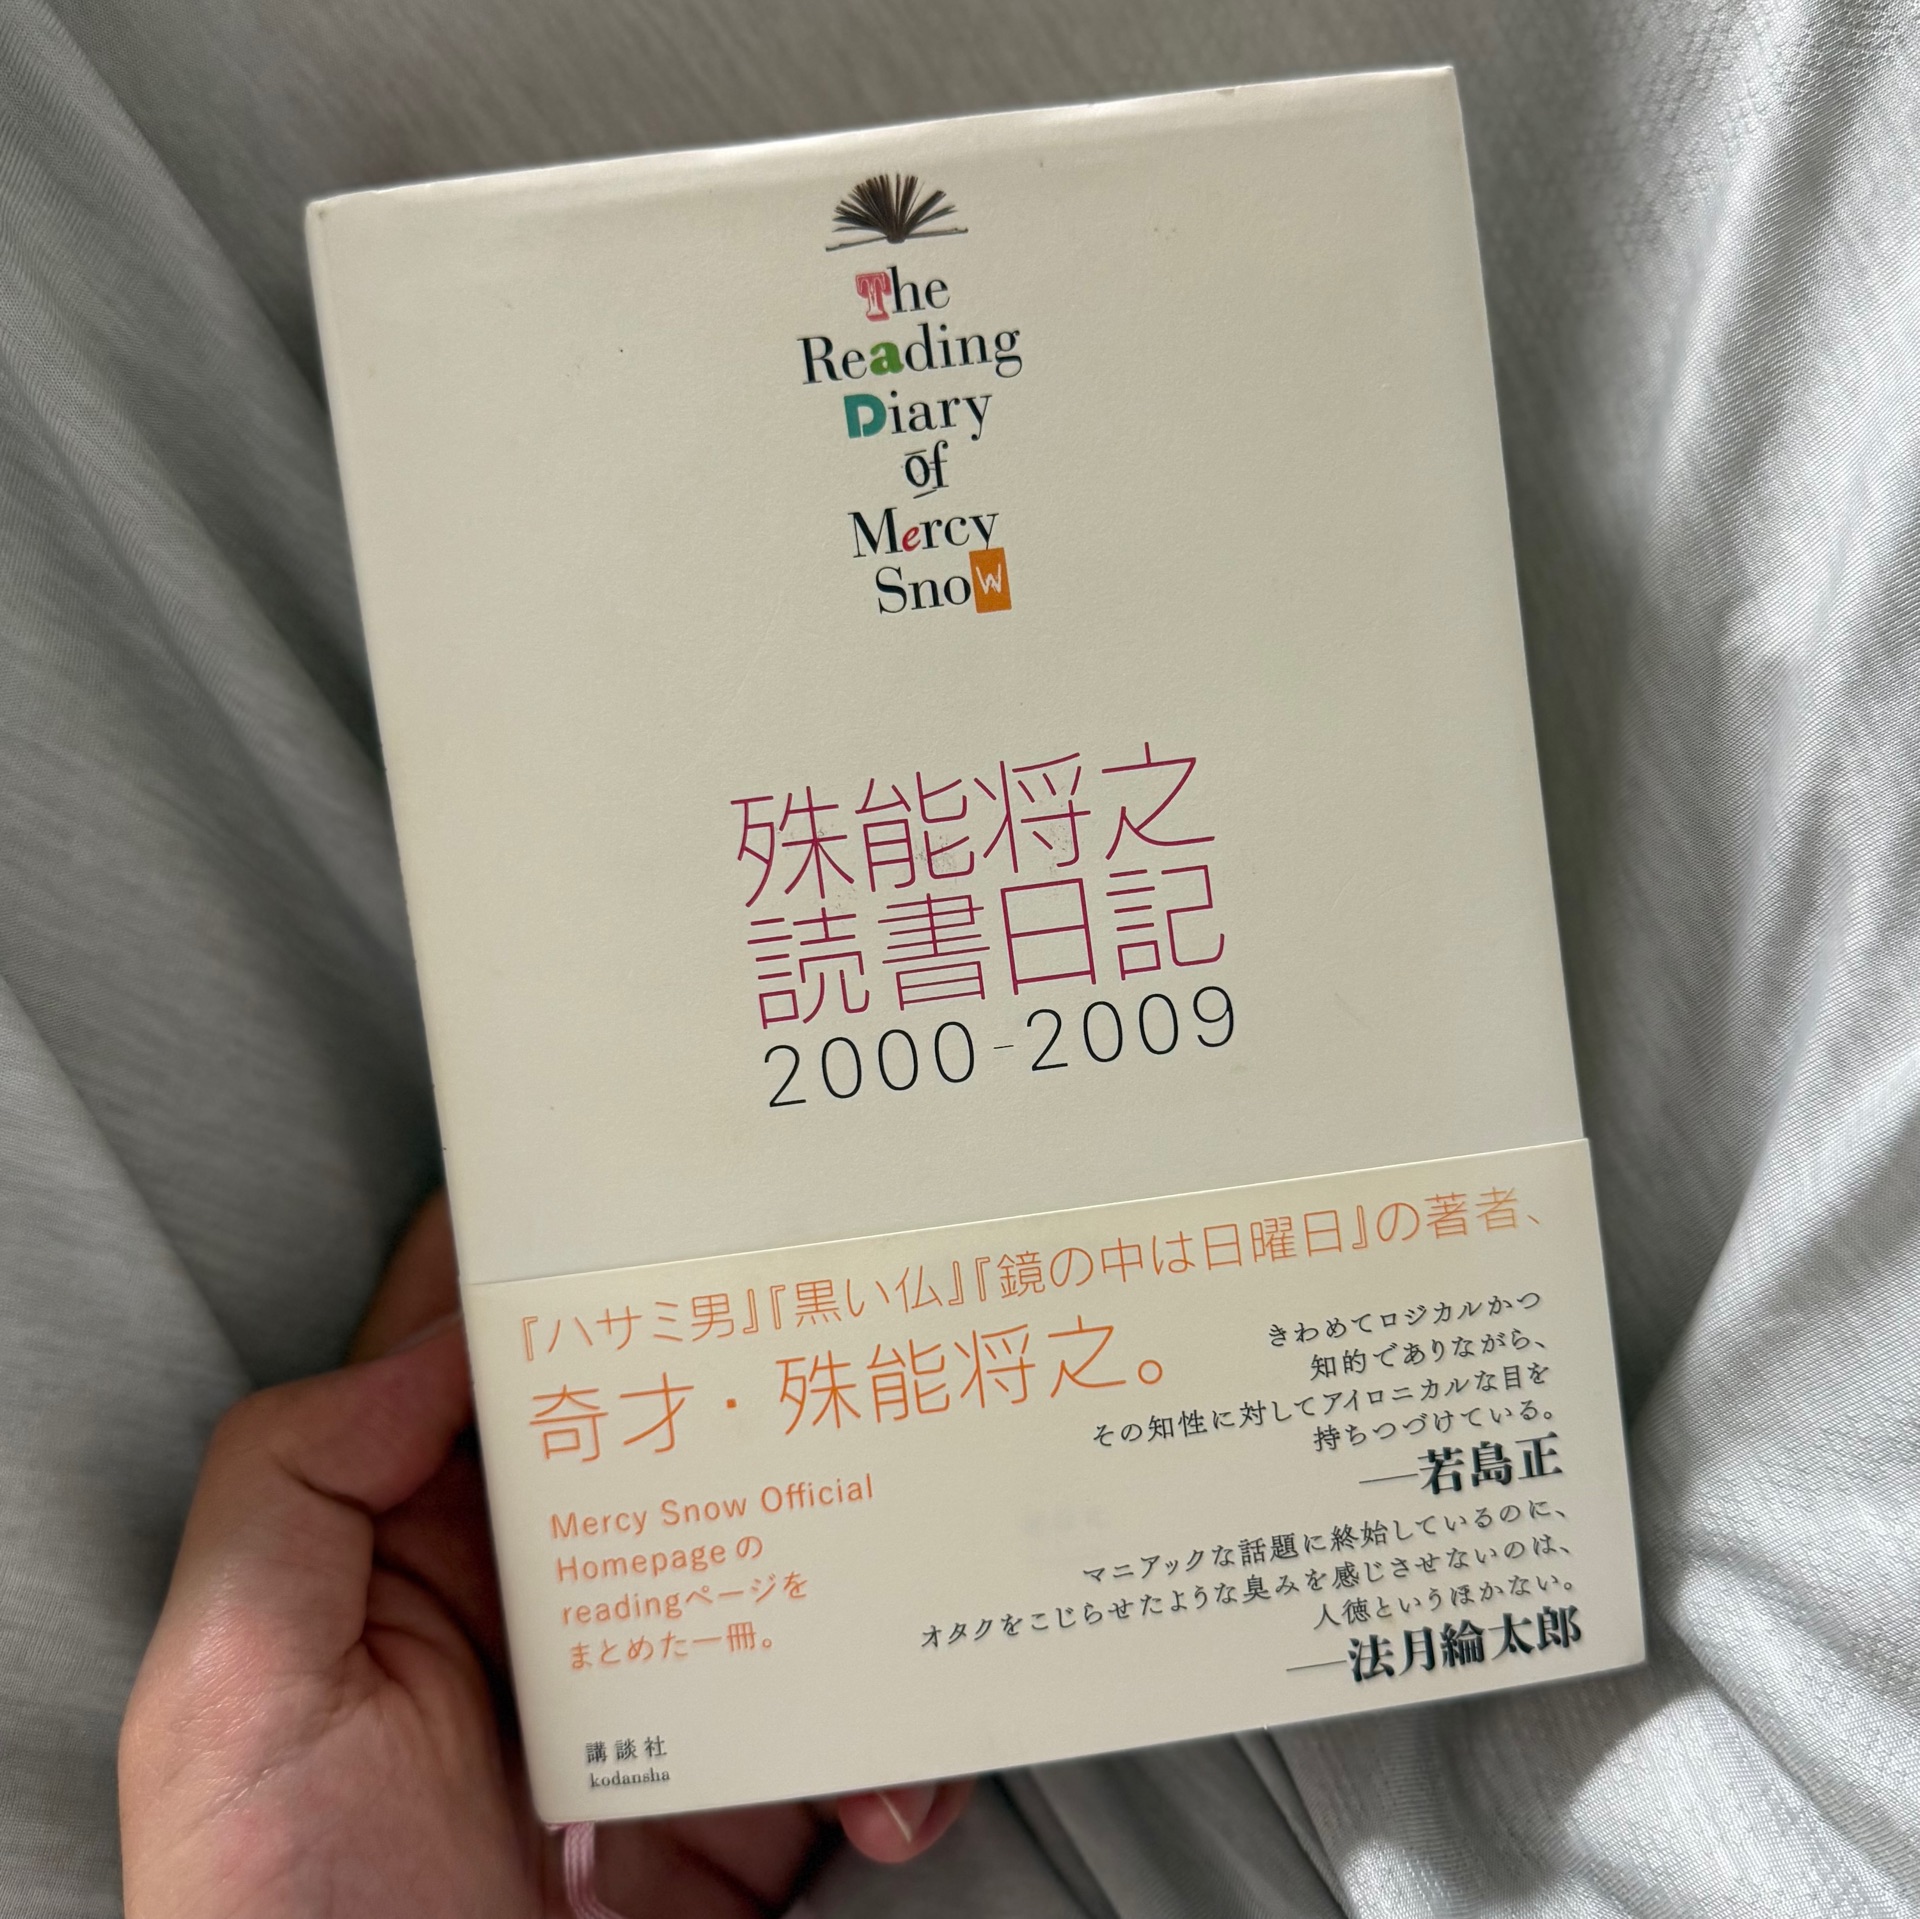 The
Reading
Diary
of
Mercy
Snow
殊能将之
読書日記
2000-2009
『ハサミ男』『黒い仏』『鏡の中は日曜日』の著者、
奇才・殊能将之。
Mercy Snow Official
Homepageの
readingページを
まとめた一冊。
きわめてロジカルかつ
知的でありながら、
その知性に対してアイロニカルな目を
持ちつづけている。
——若島正
マニアックな話題に終始しているのに、
オタクをこじらせたような臭みを感じさせないのは、
人徳というほかない。
——法月綸太郎
講談社
kodansha